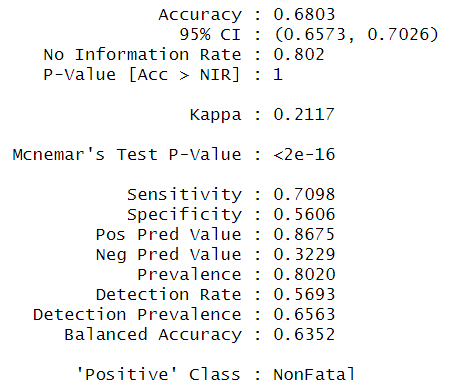 Accuracy : 0.6803
95% CI : (0.6573, 0.7026)
No Information Rate : 0.802
P-Value [Acc > NIR] : 1
Kappa : 0.2117
Mcnemar's Test P-Value : <2e-16
Sensitivity : 0.7098
Specificity : 0.5606
Pos Pred Value : 0.8675
Neg Pred Value : 0.3229
Prevalence : 0.8020
Detection Rate : 0.5693
Detection Prevalence : 0.6563
Balanced Accuracy : 0.6352
'Positive' Class : NonFatal